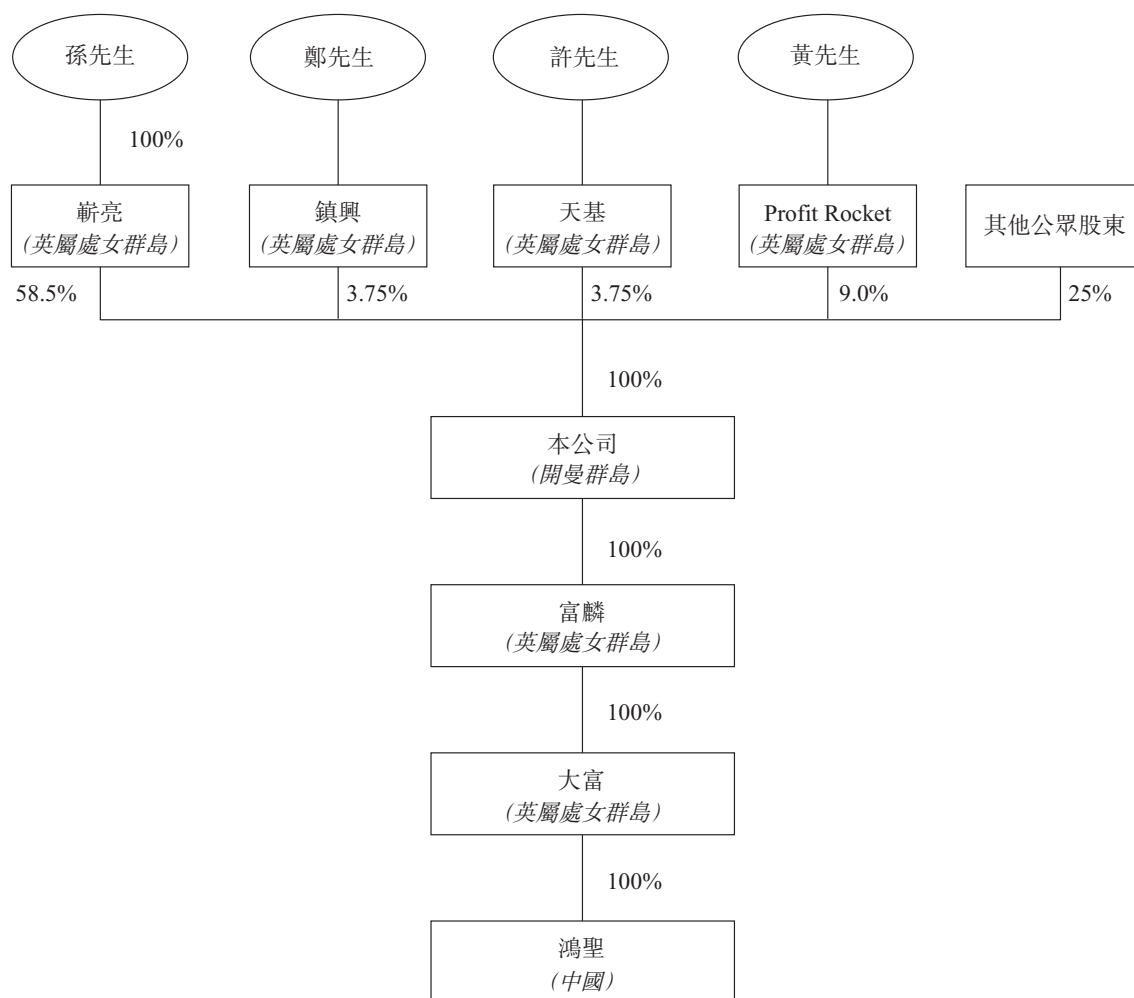 孫先生
鄭先生
許先生
黃先生
100%
嶄亮
(英屬處女群島)
鎮興
(英屬處女群島)
天基
(英屬處女群島)
Profit Rocket
(英屬處女群島)
其他公眾股東
58.5%
3.75%
3.75%
9.0%
25%
100%
本公司
(開曼群島)
100%
富麟
(英屬處女群島)
100%
大富
(英屬處女群島)
100%
鴻聖
(中國)